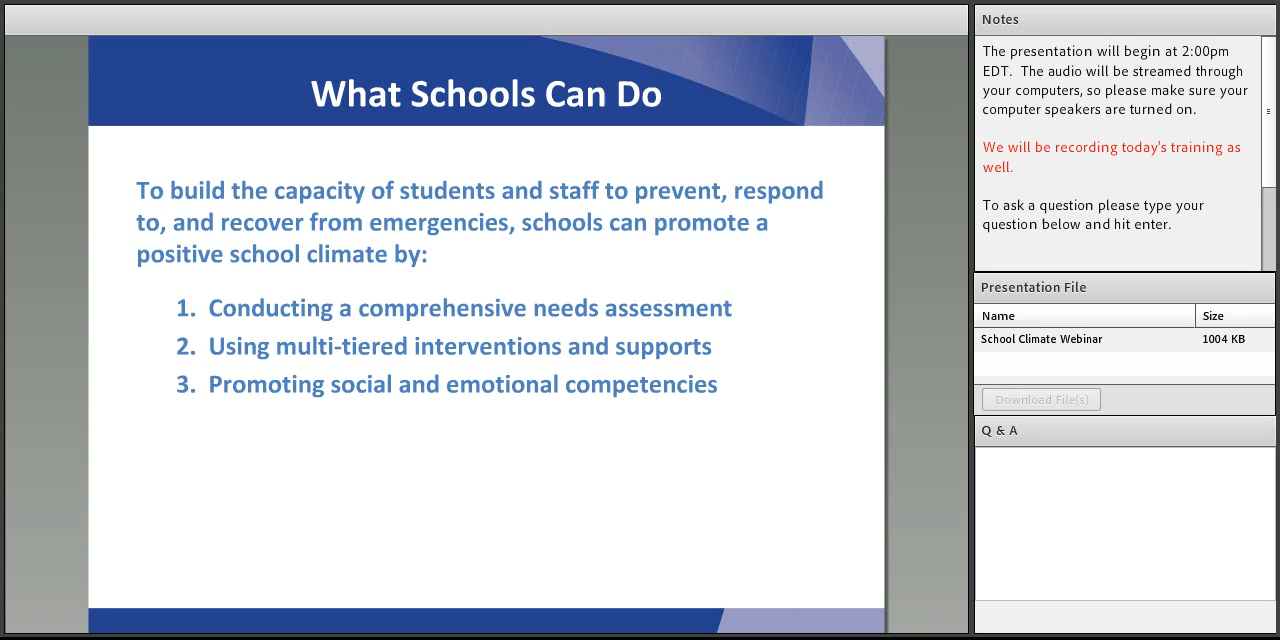 What Schools Can Do
To build the capacity of students and staff to prevent, respond
to, and recover from emergencies, schools can promote a
positive school climate by:
1. Conducting a comprehensive needs assessment
2. Using multi-tiered interventions and supports
3. Promoting social and emotional competencies
Notes
The presentation will begin at 2:00pm
EDT. The audio will be streamed through
your computers, so please make sure your
computer speakers are turned on.
We will be recording today's training as
well.
To ask a question please type your
question below and hit enter.
Presentation File
Name Size
School Climate Webinar 1004 KB
Download File(s)
Q & A